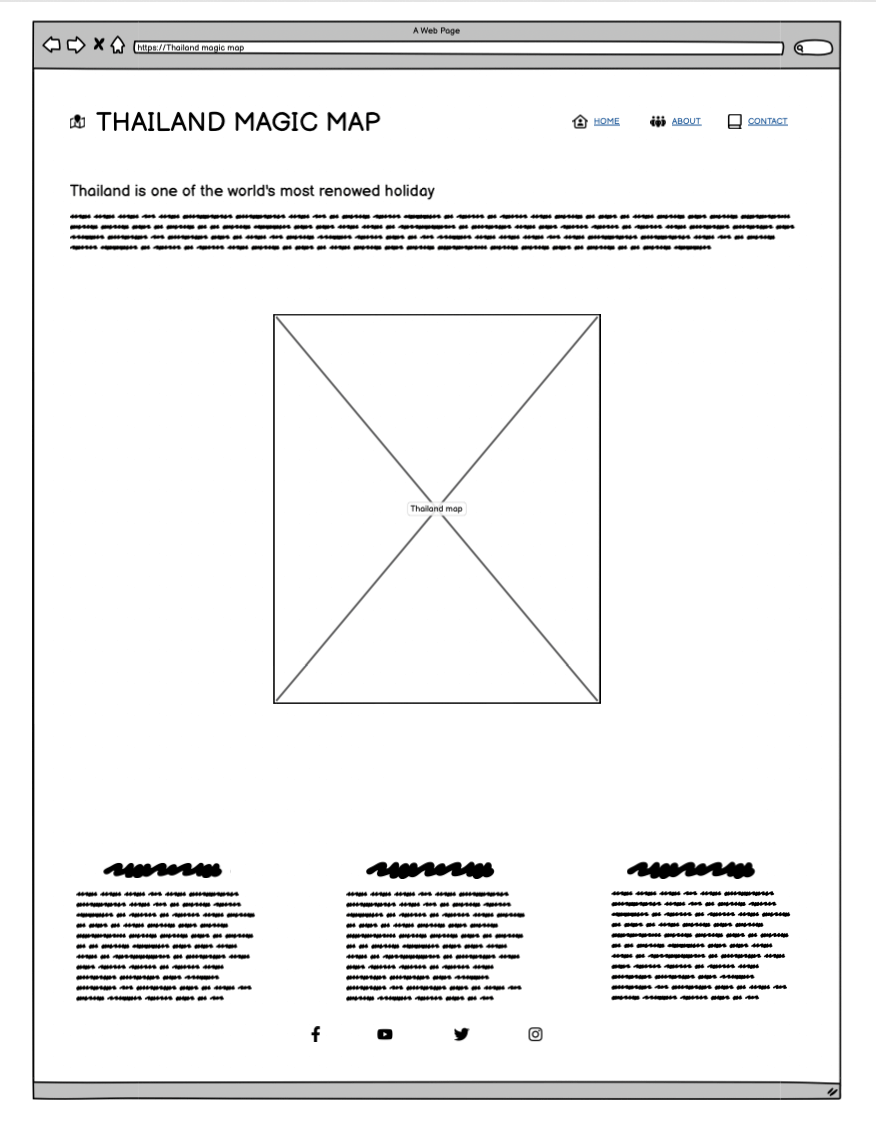 A Web Page
https://Thailand magic map
THAILAND MAGIC MAP
HOME
ABOUT
CONTACT
Thailand is one of the world's most renowed holiday
Thailand map